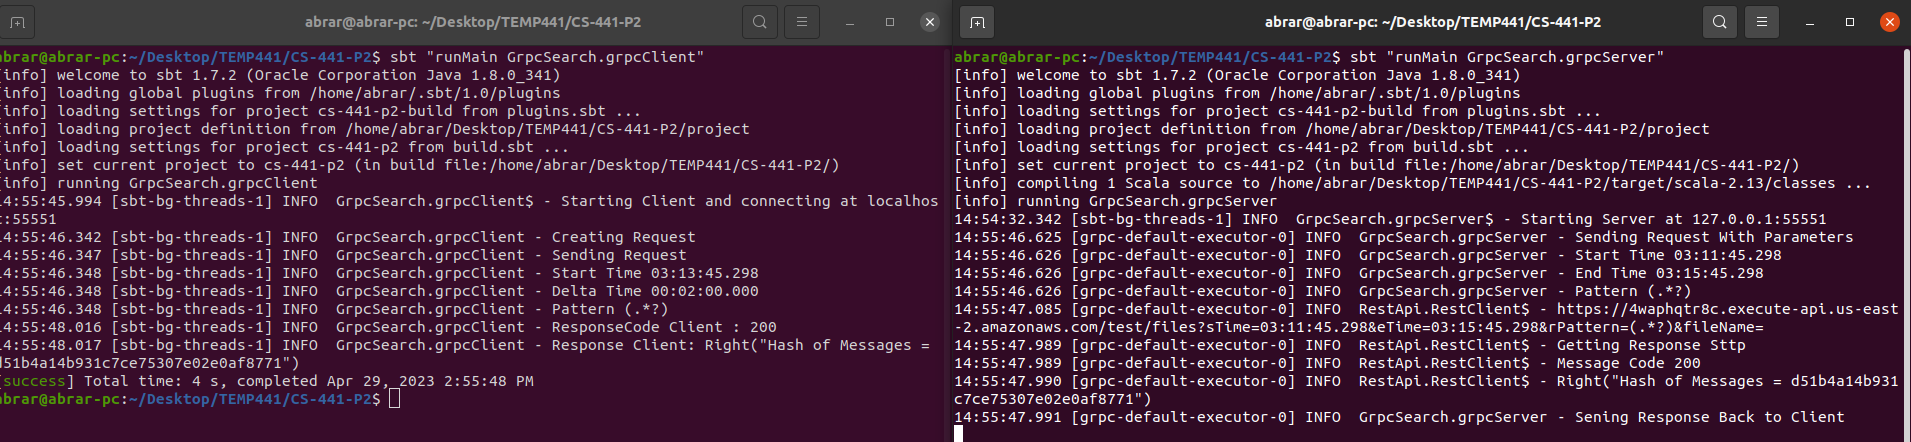 abrar@abrar-pc: ~/Desktop/TEMP441/CS-441-P2
abrar@abrar-pc:~/Desktop/TEMP441/CS-441-P2$ sbt "runMain GrpcSearch.grpcClient"
[info] welcome to sbt 1.7.2 (Oracle Corporation Java 1.8.0_341)
[info] loading global plugins from /home/abrar/.sbt/1.0/plugins
[info] loading settings for project cs-441-p2-build from plugins.sbt ...
[info] loading project definition from /home/abrar/Desktop/TEMP441/CS-441-P2/project
[info] loading settings for project cs-441-p2 from build.sbt ...
[info] set current project to cs-441-p2 (in build file:/home/abrar/Desktop/TEMP441/CS-441-P2/)
[info] running GrpcSearch.grpcClient
14:55:45.994 [sbt-bg-threads-1] INFO  GrpcSearch.grpcClient$ - Starting Client and connecting at localhos
t:55551
14:55:46.342 [sbt-bg-threads-1] INFO  GrpcSearch.grpcClient - Creating Request
14:55:46.347 [sbt-bg-threads-1] INFO  GrpcSearch.grpcClient - Sending Request
14:55:46.348 [sbt-bg-threads-1] INFO  GrpcSearch.grpcClient - Start Time 03:13:45.298
14:55:46.348 [sbt-bg-threads-1] INFO  GrpcSearch.grpcClient - Delta Time 00:02:00.000
14:55:46.348 [sbt-bg-threads-1] INFO  GrpcSearch.grpcClient - Pattern (.*?)
14:55:48.016 [sbt-bg-threads-1] INFO  GrpcSearch.grpcClient - ResponseCode Client : 200
14:55:48.017 [sbt-bg-threads-1] INFO  GrpcSearch.grpcClient - Response Client: Right("Hash of Messages =
d51b4a14b931c7ce75307e02e0af8771")
[success] Total time: 4 s, completed Apr 29, 2023 2:55:48 PM
abrar@abrar-pc:~/Desktop/TEMP441/CS-441-P2$
abrar@abrar-pc: ~/Desktop/TEMP441/CS-441-P2
abrar@abrar-pc:~/Desktop/TEMP441/CS-441-P2$ sbt "runMain GrpcSearch.grpcServer"
[info] welcome to sbt 1.7.2 (Oracle Corporation Java 1.8.0_341)
[info] loading global plugins from /home/abrar/.sbt/1.0/plugins
[info] loading settings for project cs-441-p2-build from plugins.sbt ...
[info] loading project definition from /home/abrar/Desktop/TEMP441/CS-441-P2/project
[info] loading settings for project cs-441-p2 from build.sbt ...
[info] set current project to cs-441-p2 (in build file:/home/abrar/Desktop/TEMP441/CS-441-P2/)
[info] compiling 1 Scala source to /home/abrar/Desktop/TEMP441/CS-441-P2/target/scala-2.13/classes ...
[info] running GrpcSearch.grpcServer
14:54:32.342 [sbt-bg-threads-1] INFO  GrpcSearch.grpcServer$ - Starting Server at 127.0.0.1:55551
14:55:46.625 [grpc-default-executor-0] INFO  GrpcSearch.grpcServer - Sending Request With Parameters
14:55:46.626 [grpc-default-executor-0] INFO  GrpcSearch.grpcServer - Start Time 03:11:45.298
14:55:46.626 [grpc-default-executor-0] INFO  GrpcSearch.grpcServer - End Time 03:15:45.298
14:55:46.626 [grpc-default-executor-0] INFO  GrpcSearch.grpcServer - Pattern (.*?)
14:55:47.085 [grpc-default-executor-0] INFO  RestApi.RestClient$ - https://4waphqtr8c.execute-api.us-east
-2.amazonaws.com/test/files?sTime=03:11:45.298&eTime=03:15:45.298&rPattern=(.*?)&fileName=
14:55:47.989 [grpc-default-executor-0] INFO  RestApi.RestClient$ - Getting Response Sttp
14:55:47.989 [grpc-default-executor-0] INFO  RestApi.RestClient$ - Message Code 200
14:55:47.990 [grpc-default-executor-0] INFO  RestApi.RestClient$ - Right("Hash of Messages = d51b4a14b931
c7ce75307e02e0af8771")
14:55:47.991 [grpc-default-executor-0] INFO  GrpcSearch.grpcServer - Sening Response Back to Client